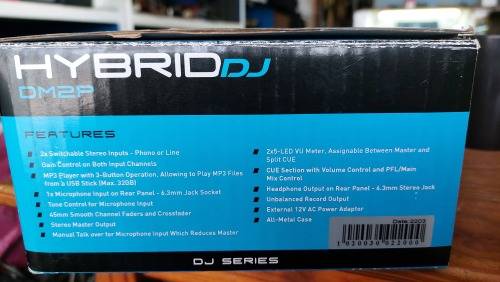 HYBRID DJ
DM2P
FEATURES
2x Switchable Stereo Inputs - Phono or Line
Gain Control on Both Input Channels
MP3 Player with 3-Button Operation, Allowing to Play MP3 Files
from a USB Stick (Max. 32GB)
1x Microphone Input on Rear Panel - 6.3mm Jack Socket
Tone Control for Microphone Input
45mm Smooth Channel Faders and Crossfader
Stereo Master Output
Manual Talk over for Microphone Input Which Reduces Master
2x5-LED VU Meter, Assignable Between Master and
Split CUE
CUE Section with Volume Control and PFL/Main
Mix Control
Headphone Output on Rear Panel - 6.3mm Stereo Jack
Unbalanced Record Output
External 12V AC Power Adaptor
All-Metal Case
Date: 2203
DJ SERIES